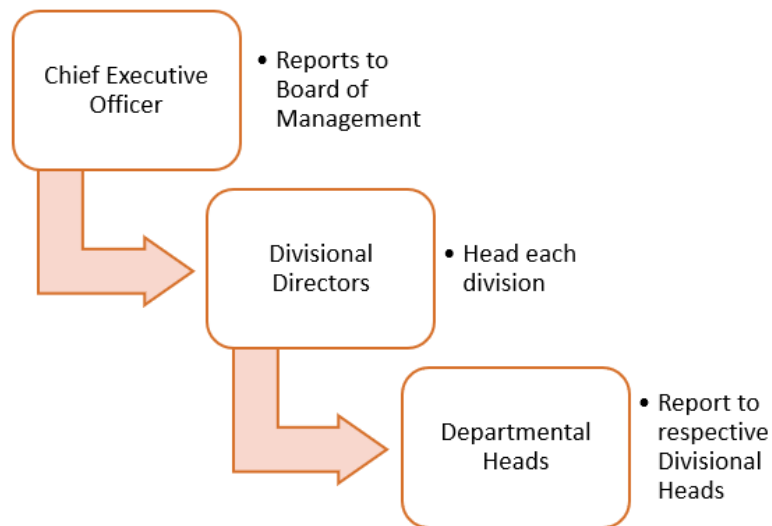 Chief Executive
Officer
• Reports to
Board of
Management
Divisional
Directors
• Head each
division
Departmental
Heads
• Report to
respective
Divisional
Heads